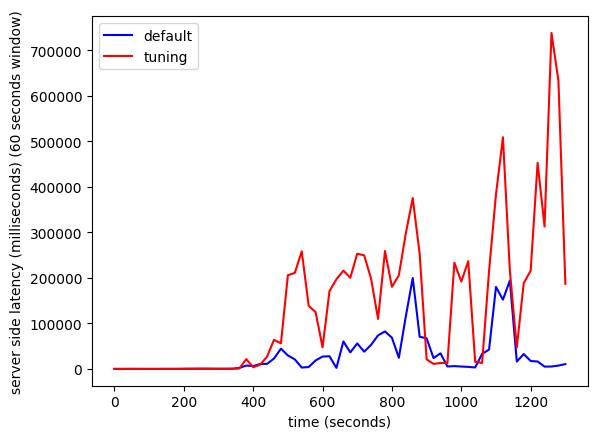 default
tuning
server side latency (milliseconds) (60 seconds window)
700000
600000
500000
400000
300000
200000
100000
0
0 200 400 600 800 1000 1200
time (seconds)